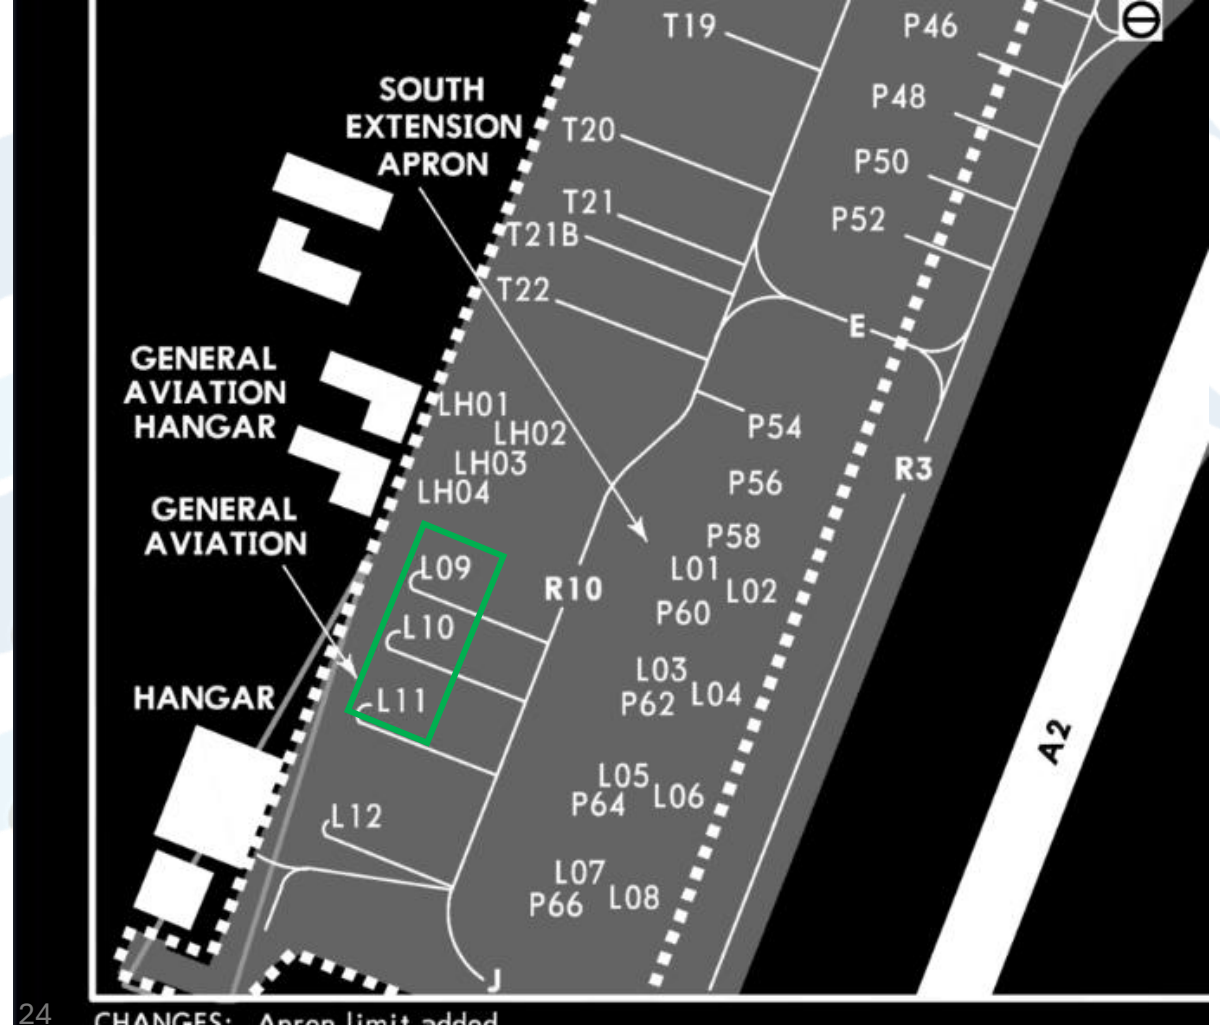 T19
P46
SOUTH
EXTENSION
APRON
P48
T20
P50
T21
P52
T21B
T22
E
GENERAL
AVIATION
HANGAR
LH01
LH02
P54
LH03
R3
LH04
P56
GENERAL
AVIATION
P58
L09
L01
R10
L02
P60
L10
L03
L04
P62
HANGAR
L11
A2
L05
L06
P64
L12
L07
L08
P66
J
24
CHANGES: Apron limit added